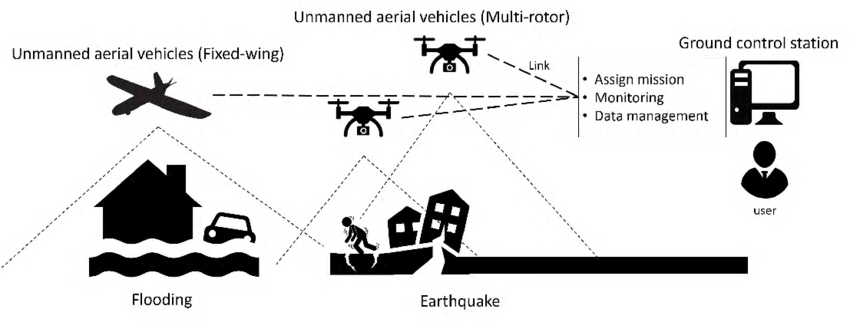 Unmanned aerial vehicles (Multi-rotor)
Unmanned aerial vehicles (Fixed-wing)
Ground control station
Link
• Assign mission
• Monitoring
• Data management
user
Flooding
Earthquake